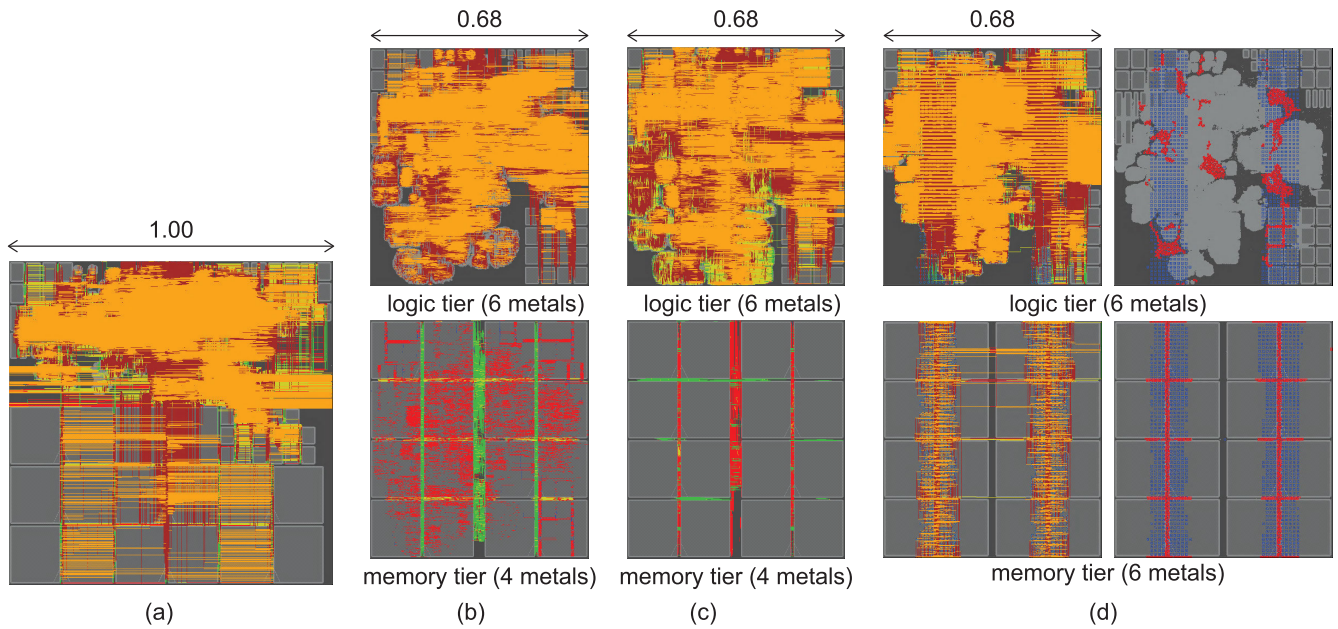 0.68
0.68
0.68
1.00
logic tier (6 metals)
logic tier (6 metals)
logic tier (6 metals)
memory tier (4 metals)
memory tier (4 metals)
memory tier (6 metals)
(a)
(b)
(c)
(d)